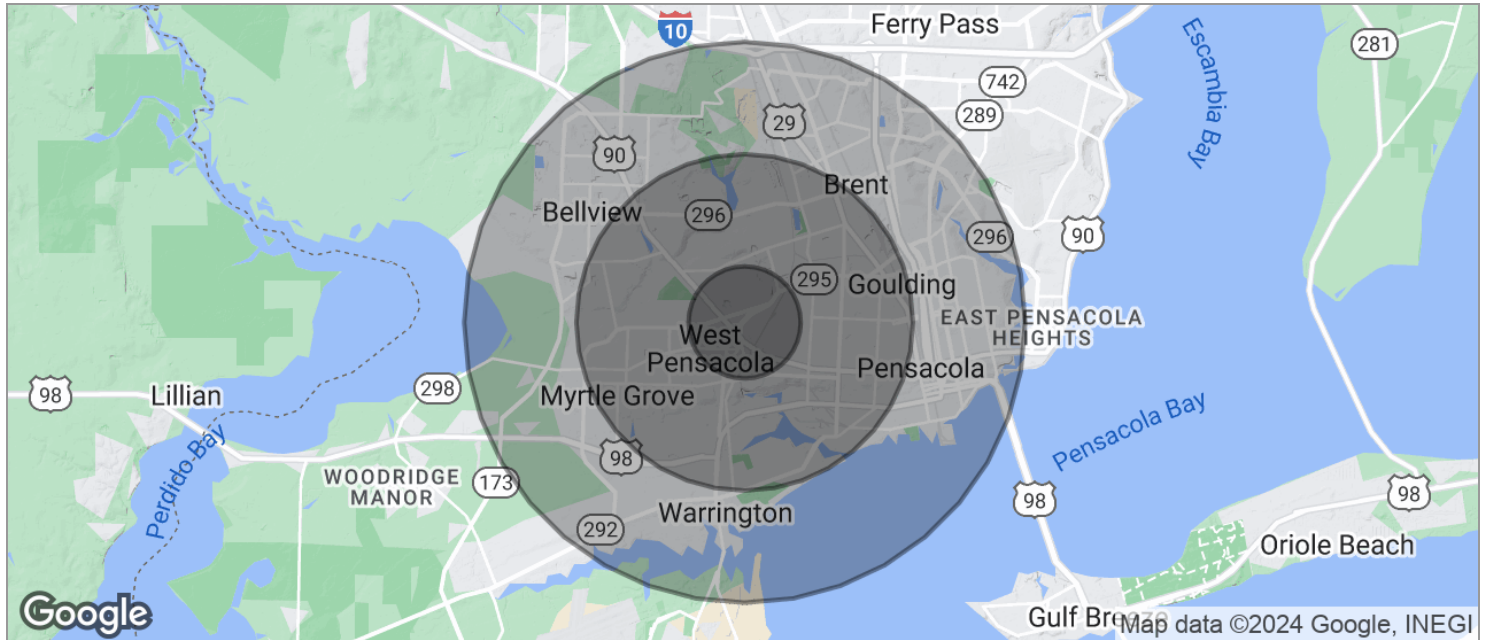 Ferry Pass
10
281
Escambia Bay
742
289
29
90
Brent
Bellview
296
296
90
295
Goulding
EAST PENSACOLA
HEIGHTS
West
Pensacola
Pensacola
98
Lillian
298
Myrtle Grove
Pensacola Bay
Perdido Bay
98
WOODRIDGE
MANOR
173
98
98
Warrington
292
Oriole Beach
Google
Gulf Breeze
Map data ©2024 Google, INEGI